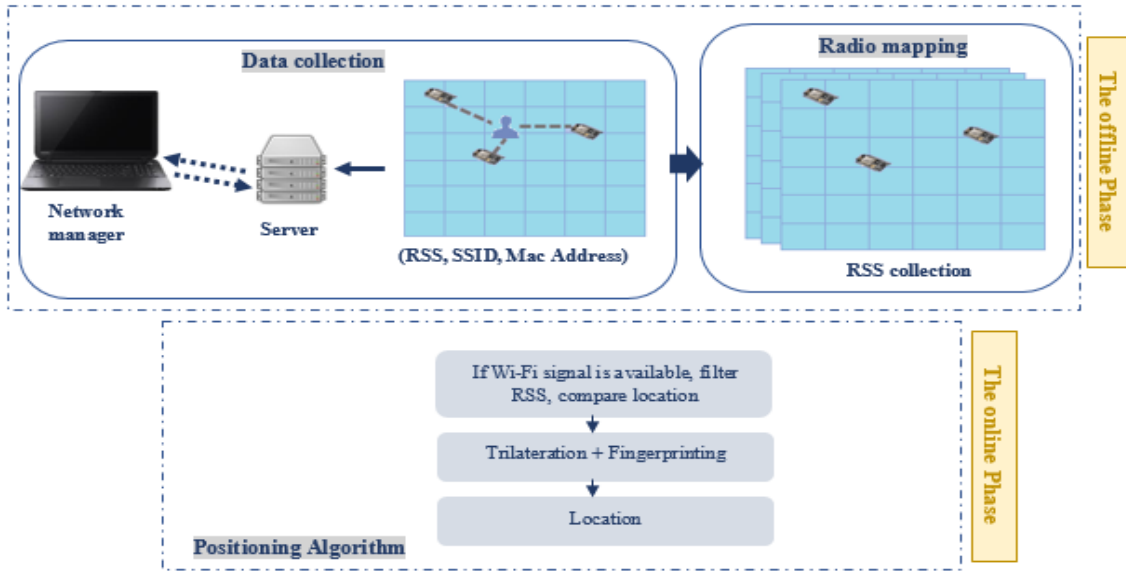 Data collection
Network
manager
Server
(RSS, SSID, Mac Address)
Radio mapping
RSS collection
The offline Phase
If Wi-Fi signal is available, filter
RSS, compare location
Trilateration + Fingerprinting
Location
Positioning Algorithm
The online Phase